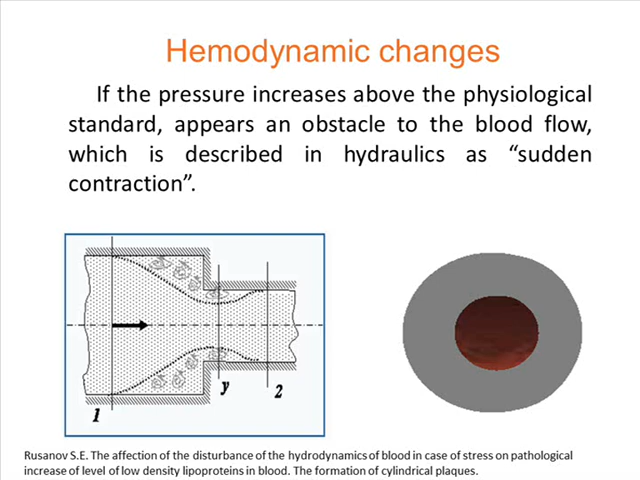 Hemodynamic changes
If the pressure increases above the physiological
standard, appears an obstacle to the blood flow,
which is described in hydraulics as “sudden
contraction”.
1
y
2
Rusanov S.E. The affection of the disturbance of the hydrodynamics of blood in case of stress on pathological
increase of level of low density lipoproteins in blood. The formation of cylindrical plaques.